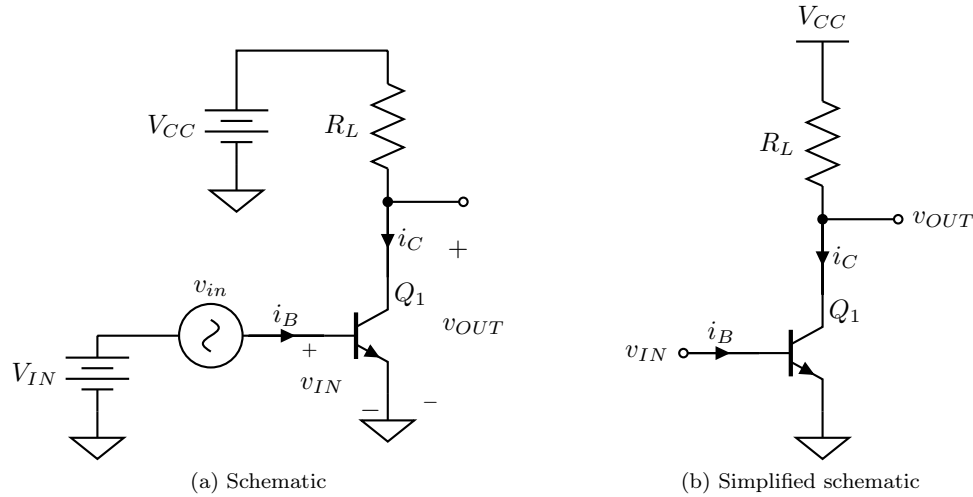 V_CC
V_CC
R_L
R_L
i_C
+
v_OUT
i_C
v_in
Q_1
Q_1
i_B
v_OUT
i_B
+
v_IN
V_IN
v_IN
−
−
(a) Schematic
(b) Simplified schematic